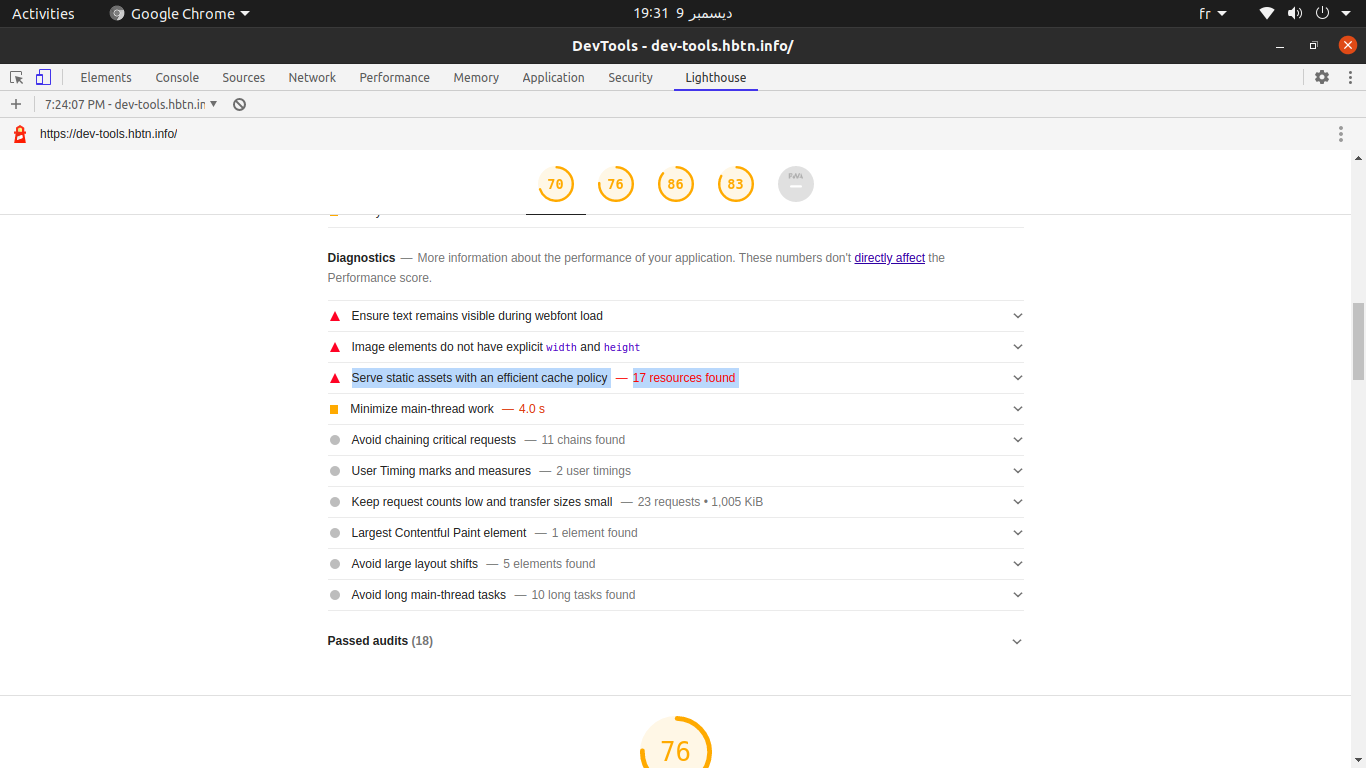 Activities
Google Chrome
19:31 9 ديسمبر
fr
DevTools - dev-tools.hbtn.info/
Elements
Console
Sources
Network
Performance
Memory
Application
Security
Lighthouse
7:24:07 PM - dev-tools.hbtn.in
https://dev-tools.hbtn.info/
70
76
86
83
PWA
Diagnostics — More information about the performance of your application. These numbers don't directly affect the
Performance score.
Ensure text remains visible during webfont load
Image elements do not have explicit width and height
Serve static assets with an efficient cache policy — 17 resources found
Minimize main-thread work — 4.0 s
Avoid chaining critical requests — 11 chains found
User Timing marks and measures — 2 user timings
Keep request counts low and transfer sizes small — 23 requests • 1,005 KiB
Largest Contentful Paint element — 1 element found
Avoid large layout shifts — 5 elements found
Avoid long main-thread tasks — 10 long tasks found
Passed audits (18)
76